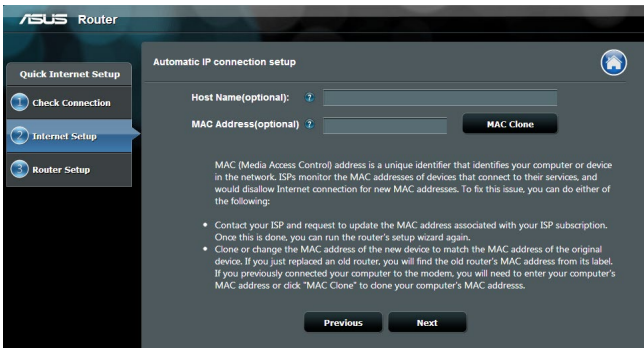 ASUS Router
Quick Internet Setup
1 Check Connection
2 Internet Setup
3 Router Setup
Automatic IP connection setup
Host Name(optional): ?
MAC Address(optional) ?
MAC Clone
MAC (Media Access Control) address is a unique identifier that identifies your computer or device
in the network. ISPs monitor the MAC addresses of devices that connect to their services, and
would disallow Internet connection for new MAC addresses. To fix this issue, you can do either of
the following:
• Contact your ISP and request to update the MAC address associated with your ISP subscription.
Once this is done, you can run the router's setup wizard again.
• Clone or change the MAC address of the new device to match the MAC address of the original
device. If you just replaced an old router, you will find the old router's MAC address from its label.
If you previously connected your computer to the modem, you will need to enter your computer's
MAC address or click "MAC Clone" to clone your computer's MAC addresss.
Previous
Next